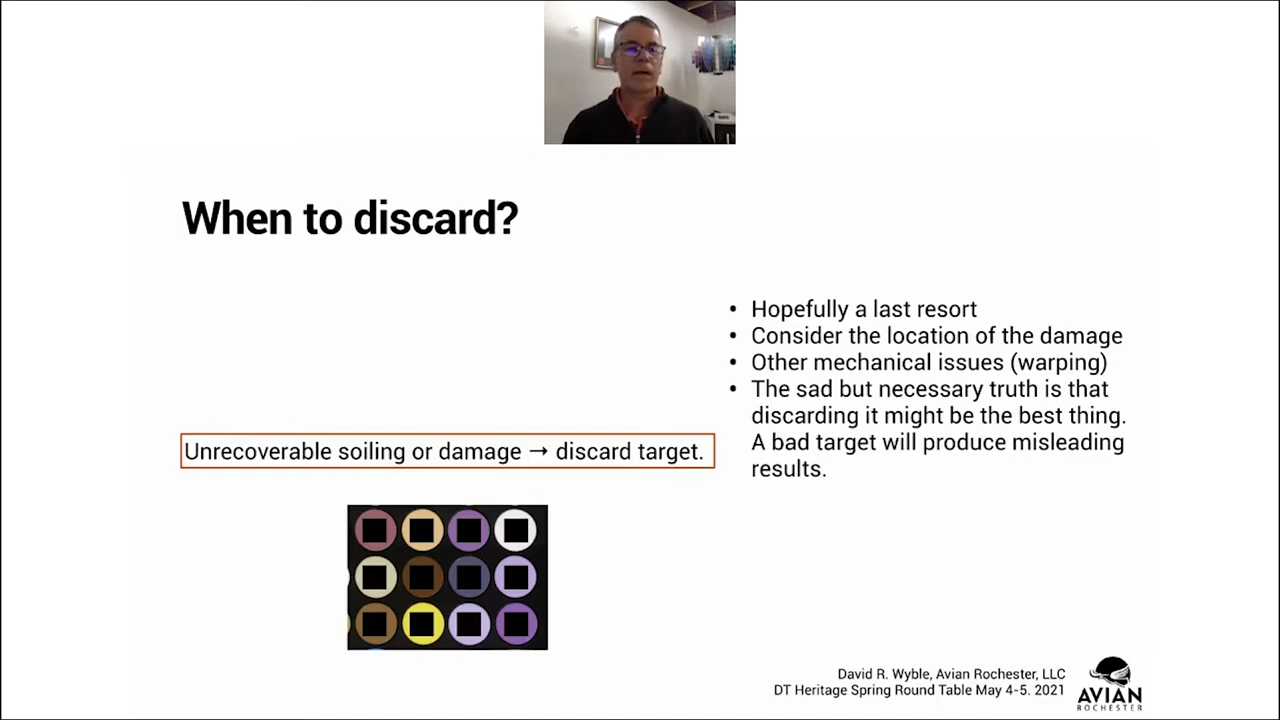 When to discard?
Unrecoverable soiling or damage → discard target.
• Hopefully a last resort
• Consider the location of the damage
• Other mechanical issues (warping)
• The sad but necessary truth is that
discarding it might be the best thing.
A bad target will produce misleading
results.
David R. Wyble, Avian Rochester, LLC
DT Heritage Spring Round Table May 4-5. 2021
AVIAN
ROCHESTER